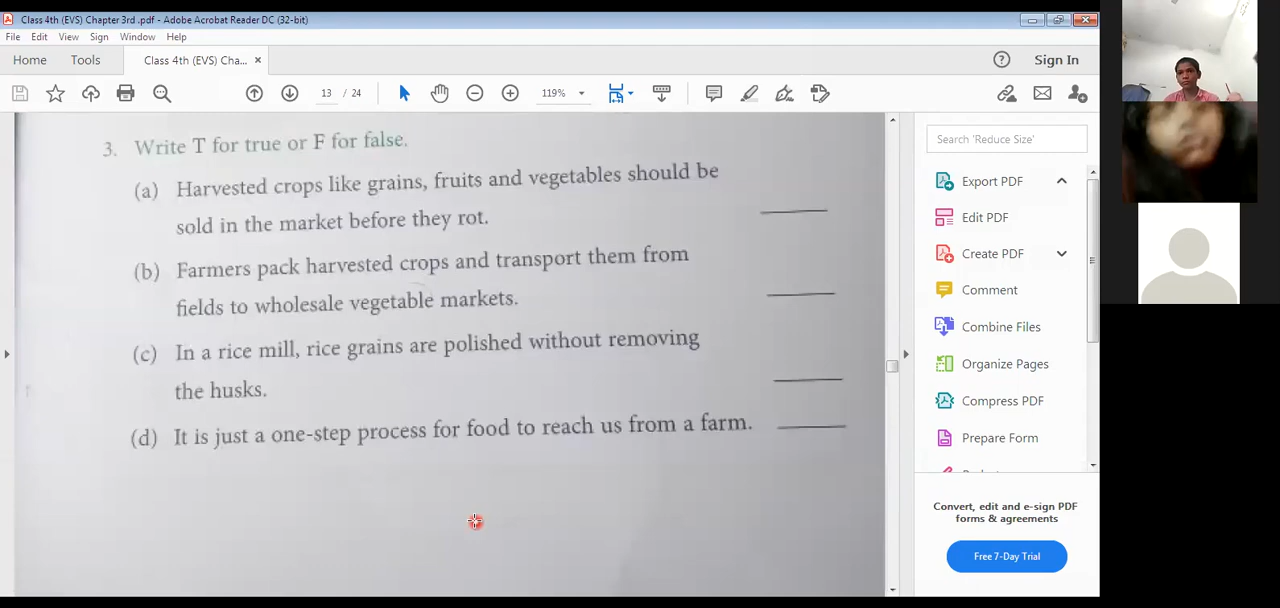 Class 4th (EVS) Chapter 3rd .pdf - Adobe Acrobat Reader DC (32-bit)
File Edit View Sign Window Help
Home Tools Class 4th (EVS) Cha... × Sign In
13 / 24 119%
3. Write T for true or F for false.
(a) Harvested crops like grains, fruits and vegetables should be
sold in the market before they rot.
(b) Farmers pack harvested crops and transport them from
fields to wholesale vegetable markets.
(c) In a rice mill, rice grains are polished without removing
the husks.
(d) It is just a one-step process for food to reach us from a farm.
Search 'Reduce Size'
Export PDF
Edit PDF
Create PDF
Comment
Combine Files
Organize Pages
Compress PDF
Prepare Form
Convert, edit and e-sign PDF
forms & agreements
Free 7-Day Trial